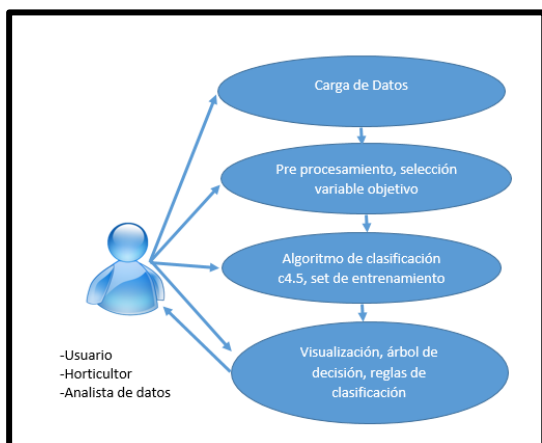 Carga de Datos
Pre procesamiento, selección
variable objetivo
Algoritmo de clasificación
c4.5, set de entrenamiento
Visualización, árbol de
decisión, reglas de
clasificación
-Usuario
-Horticultor
-Analista de datos